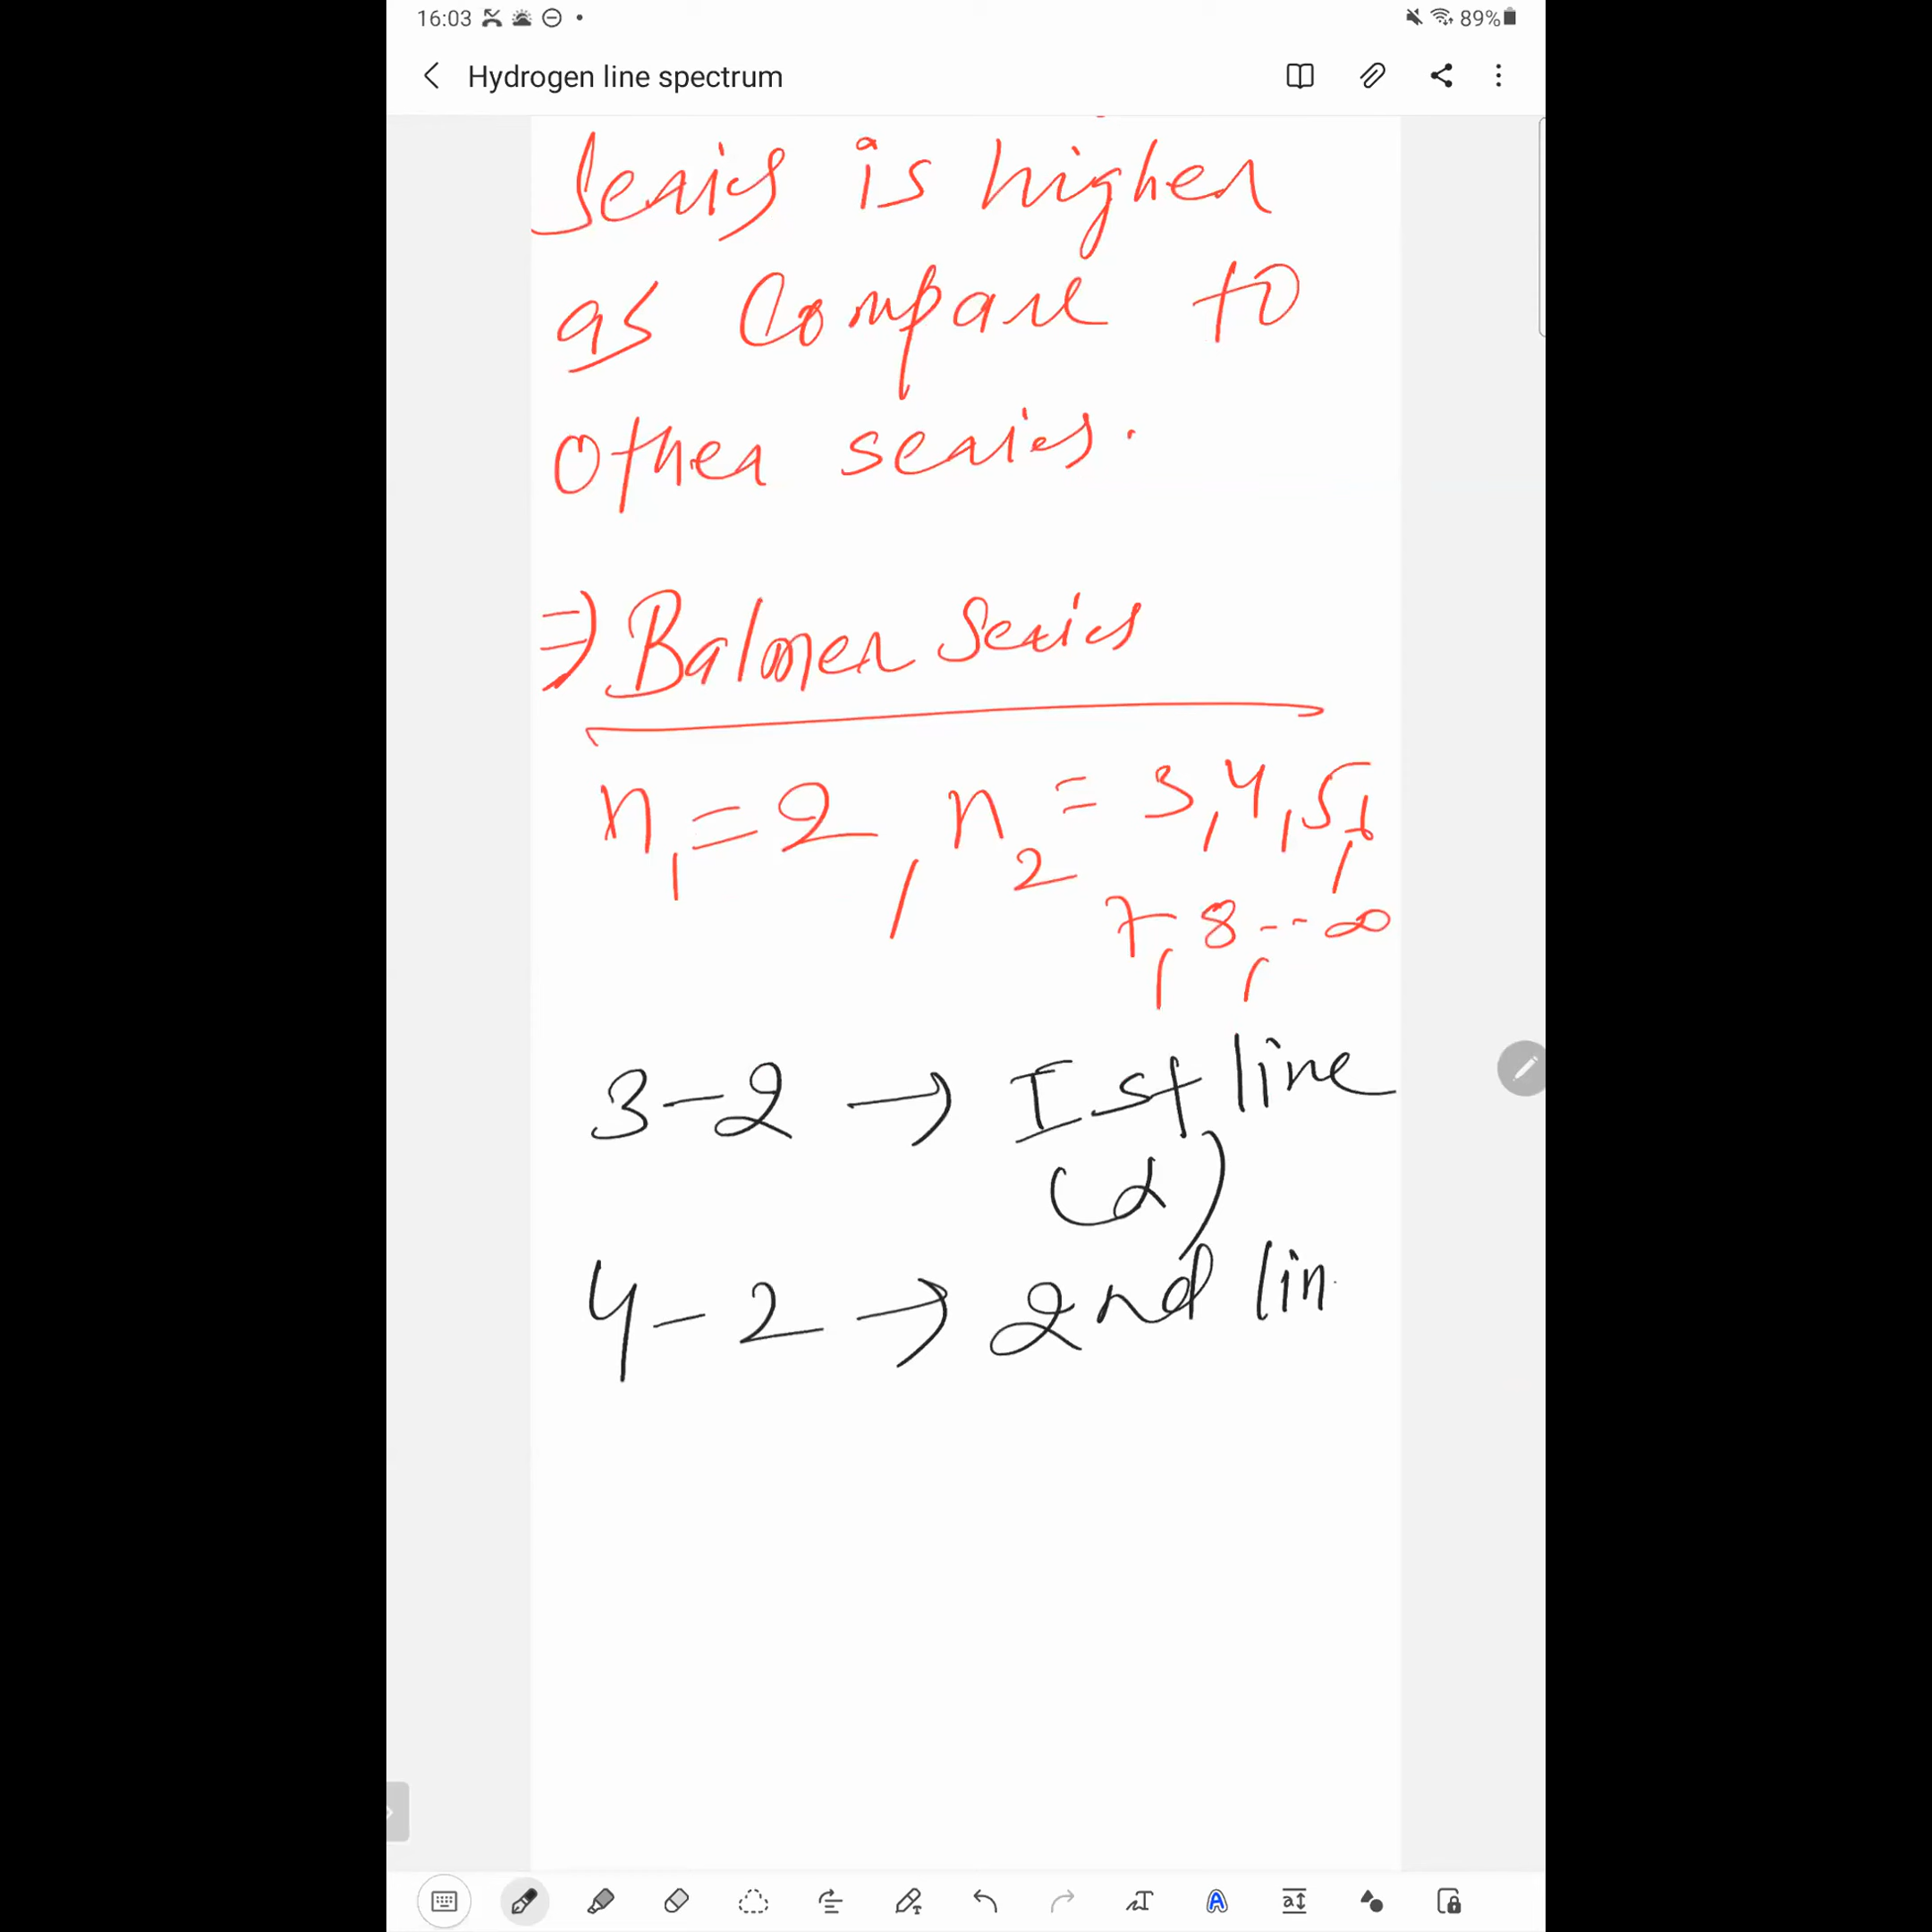 16:03
89%
Hydrogen line spectrum
Series is higher
as Compare to
Other series.
⇒ Balmer Series
n₁ = 2, n₂ = 3, 4, 5, 6,
7, 8, -- ∞
3-2 → Ist line
(α)
4-2 → 2nd lin